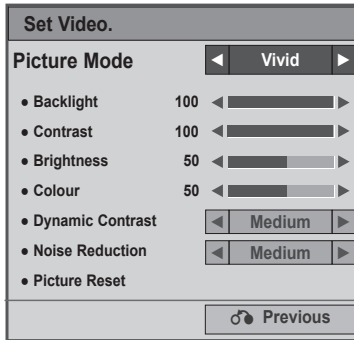 Set Video.
Picture Mode ◀ Vivid ▶
● Backlight 100 ◀ ▶
● Contrast 100 ◀ ▶
● Brightness 50 ◀ ▶
● Colour 50 ◀ ▶
● Dynamic Contrast ◀ Medium ▶
● Noise Reduction ◀ Medium ▶
● Picture Reset
Previous